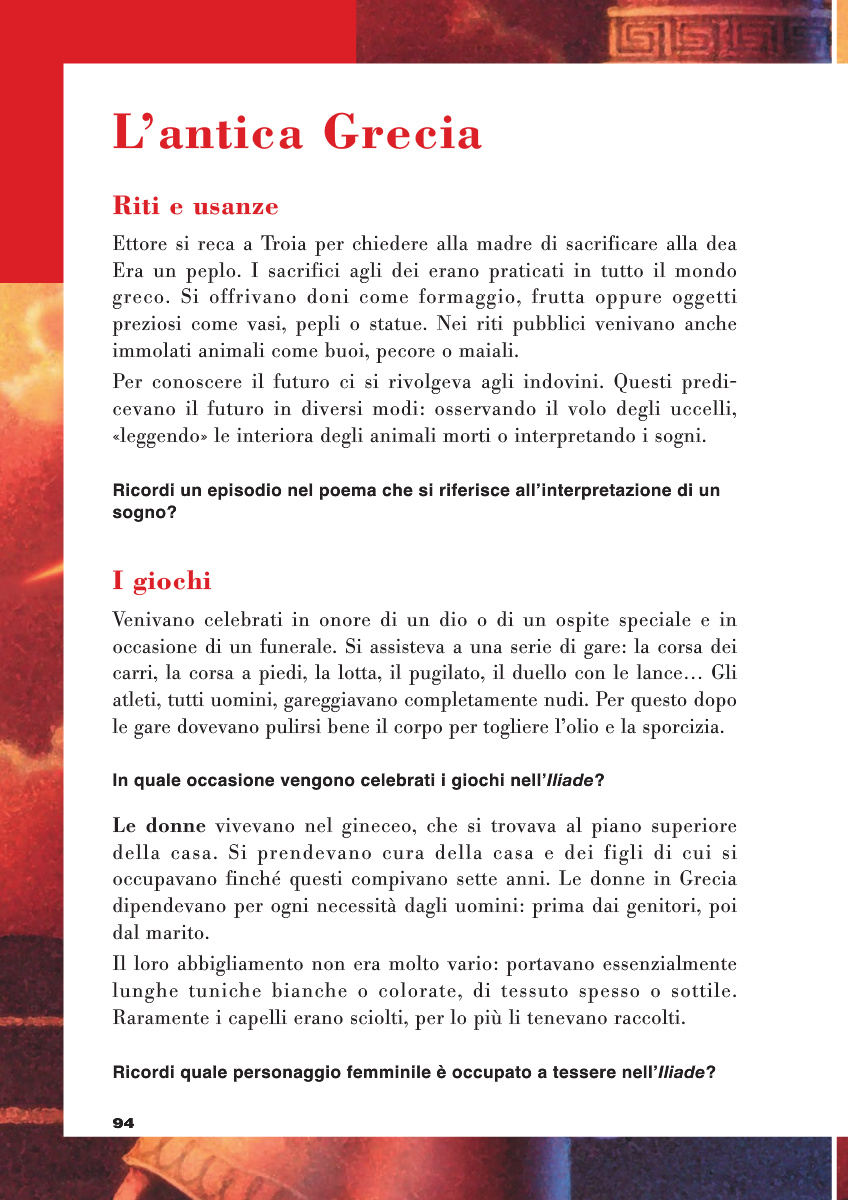 L’antica Grecia
Riti e usanze
Ettore si reca a Troia per chiedere alla madre di sacrificare alla dea
Era un peplo. I sacrifici agli dei erano praticati in tutto il mondo
greco. Si offrivano doni come formaggio, frutta oppure oggetti
preziosi come vasi, pepli o statue. Nei riti pubblici venivano anche
immolati animali come buoi, pecore o maiali.
Per conoscere il futuro ci si rivolgeva agli indovini. Questi predi-
cevano il futuro in diversi modi: osservando il volo degli uccelli,
«leggendo» le interiora degli animali morti o interpretando i sogni.
Ricordi un episodio nel poema che si riferisce all’interpretazione di un
sogno?
I giochi
Venivano celebrati in onore di un dio o di un ospite speciale e in
occasione di un funerale. Si assisteva a una serie di gare: la corsa dei
carri, la corsa a piedi, la lotta, il pugilato, il duello con le lance… Gli
atleti, tutti uomini, gareggiavano completamente nudi. Per questo dopo
le gare dovevano pulirsi bene il corpo per togliere l’olio e la sporcizia.
In quale occasione vengono celebrati i giochi nell’Iliade?
Le donne vivevano nel gineceo, che si trovava al piano superiore
della casa. Si prendevano cura della casa e dei figli di cui si
occupavano finché questi compivano sette anni. Le donne in Grecia
dipendevano per ogni necessità dagli uomini: prima dai genitori, poi
dal marito.
Il loro abbigliamento non era molto vario: portavano essenzialmente
lunghe tuniche bianche o colorate, di tessuto spesso o sottile.
Raramente i capelli erano sciolti, per lo più li tenevano raccolti.
Ricordi quale personaggio femminile è occupato a tessere nell’Iliade?
94